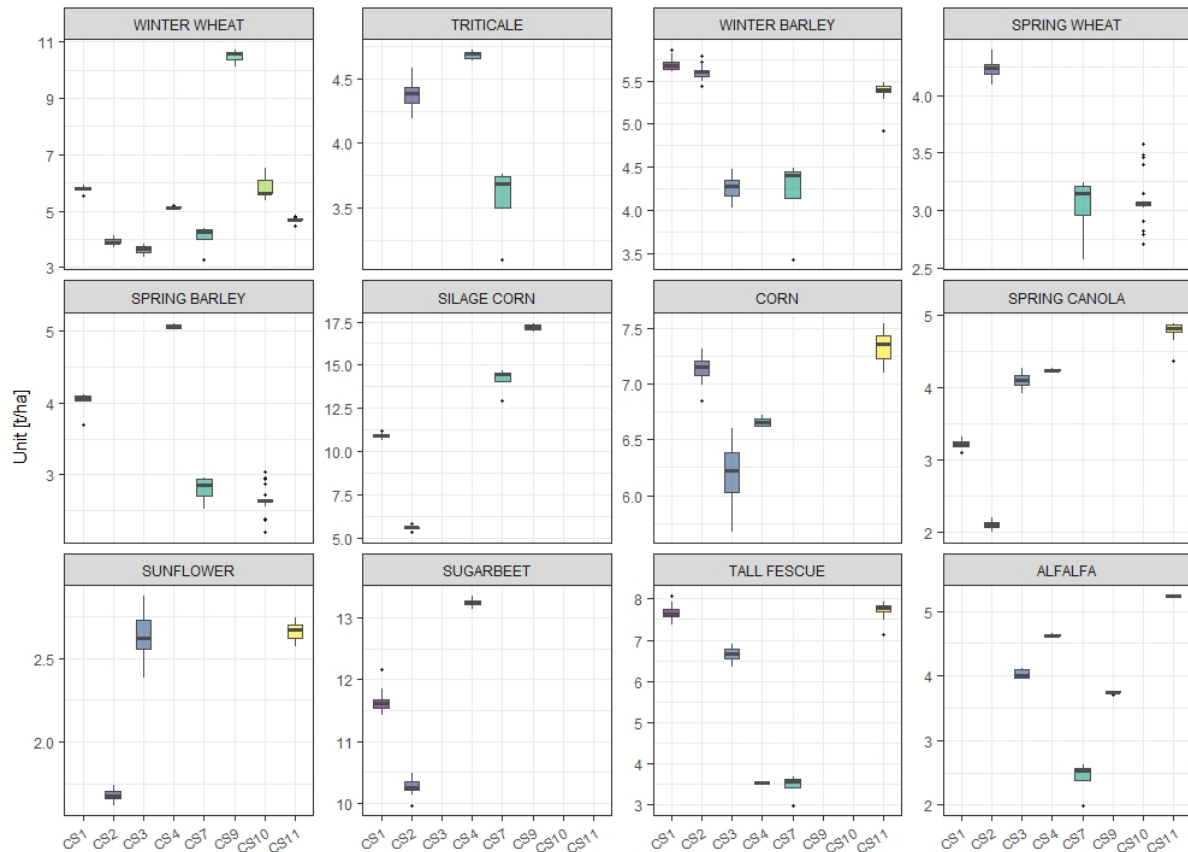 WINTER WHEAT
TRITICALE
WINTER BARLEY
SPRING WHEAT
11
9
7
5
3
4.5
4.0
3.5
5.5
5.0
4.5
4.0
3.5
4.0
3.5
3.0
2.5
SPRING BARLEY
SILAGE CORN
CORN
SPRING CANOLA
5
4
3
17.5
15.0
12.5
10.0
7.5
5.0
7.5
7.0
6.5
6.0
5
4
3
2
Unit [t/ha]
SUNFLOWER
SUGARBEET
TALL FESCUE
ALFALFA
2.5
2.0
13
12
11
10
8
7
6
5
4
3
5
4
3
2
CS1 CS2 CS3 CS4 CS7 CS9 CS10 CS11
CS1 CS2 CS3 CS4 CS7 CS9 CS10 CS11
CS1 CS2 CS3 CS4 CS7 CS9 CS10 CS11
CS1 CS2 CS3 CS4 CS7 CS9 CS10 CS11